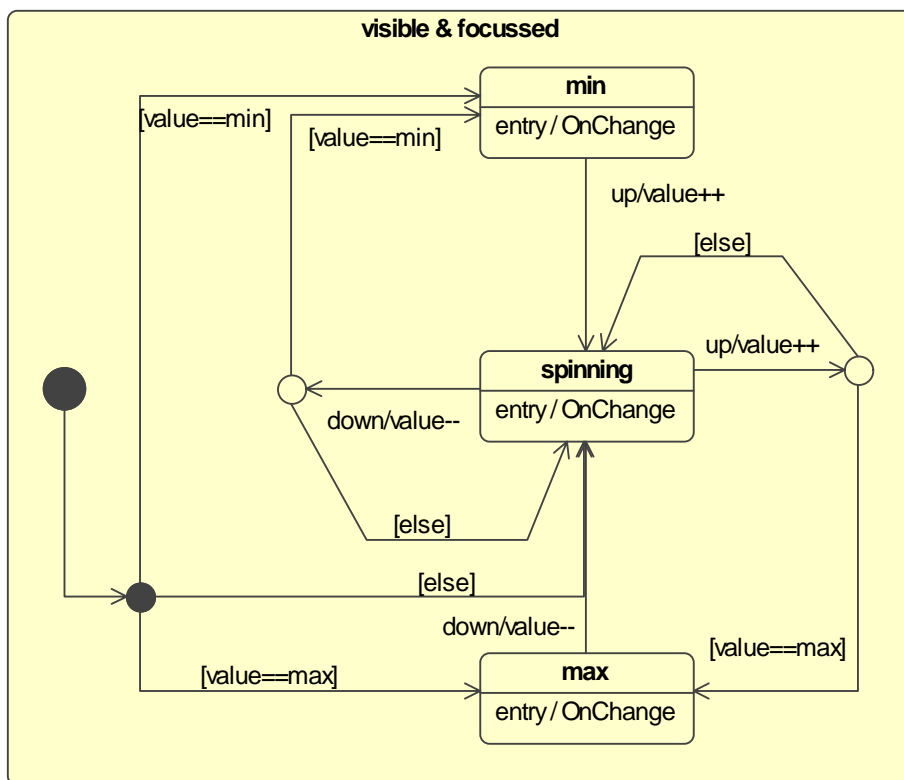 visible & focussed
min
entry / OnChange
[value==min]
[value==min]
up/value++
[else]
up/value++
spinning
entry / OnChange
down/value--
[else]
[else]
down/value--
[value==max]
max
[value==max]
entry / OnChange